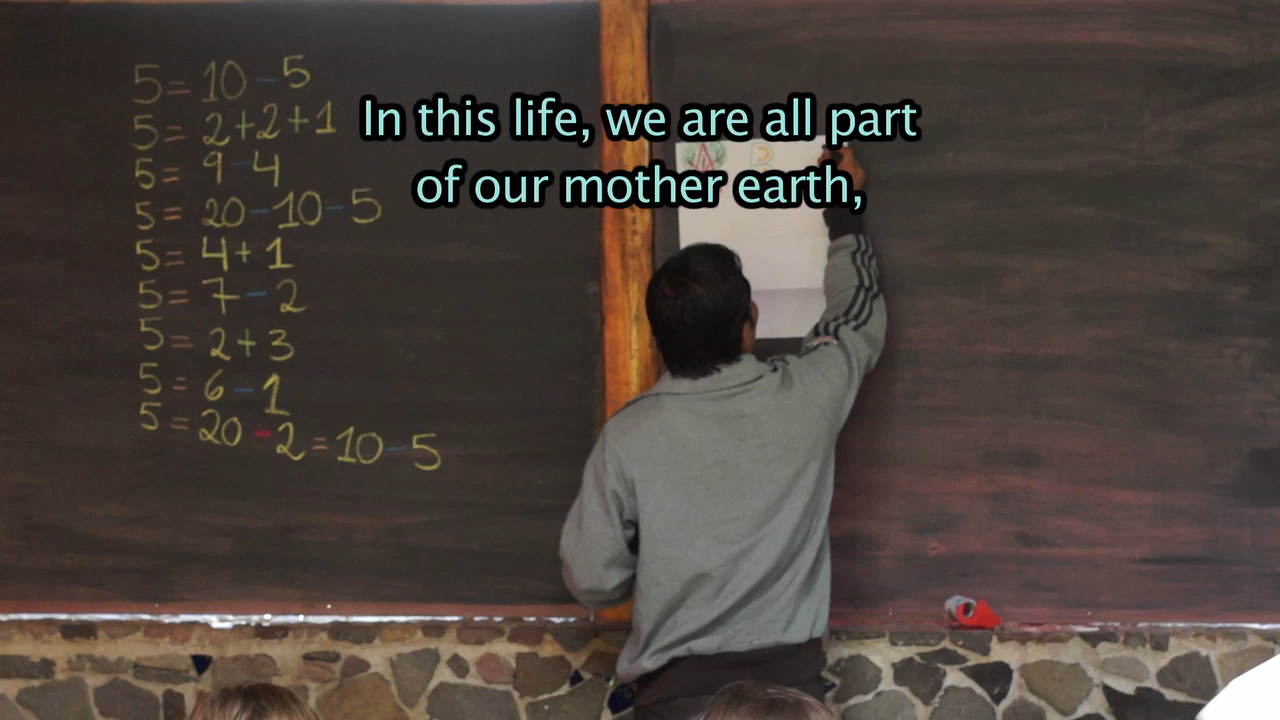 5 = 10 - 5
5 = 2 + 2 + 1
5 = 9 - 4
5 = 20 - 10 - 5
5 = 4 + 1
5 = 7 - 2
5 = 2 + 3
5 = 6 - 1
5 = 20 - 2 = 10 - 5
In this life, we are all part
of our mother earth,